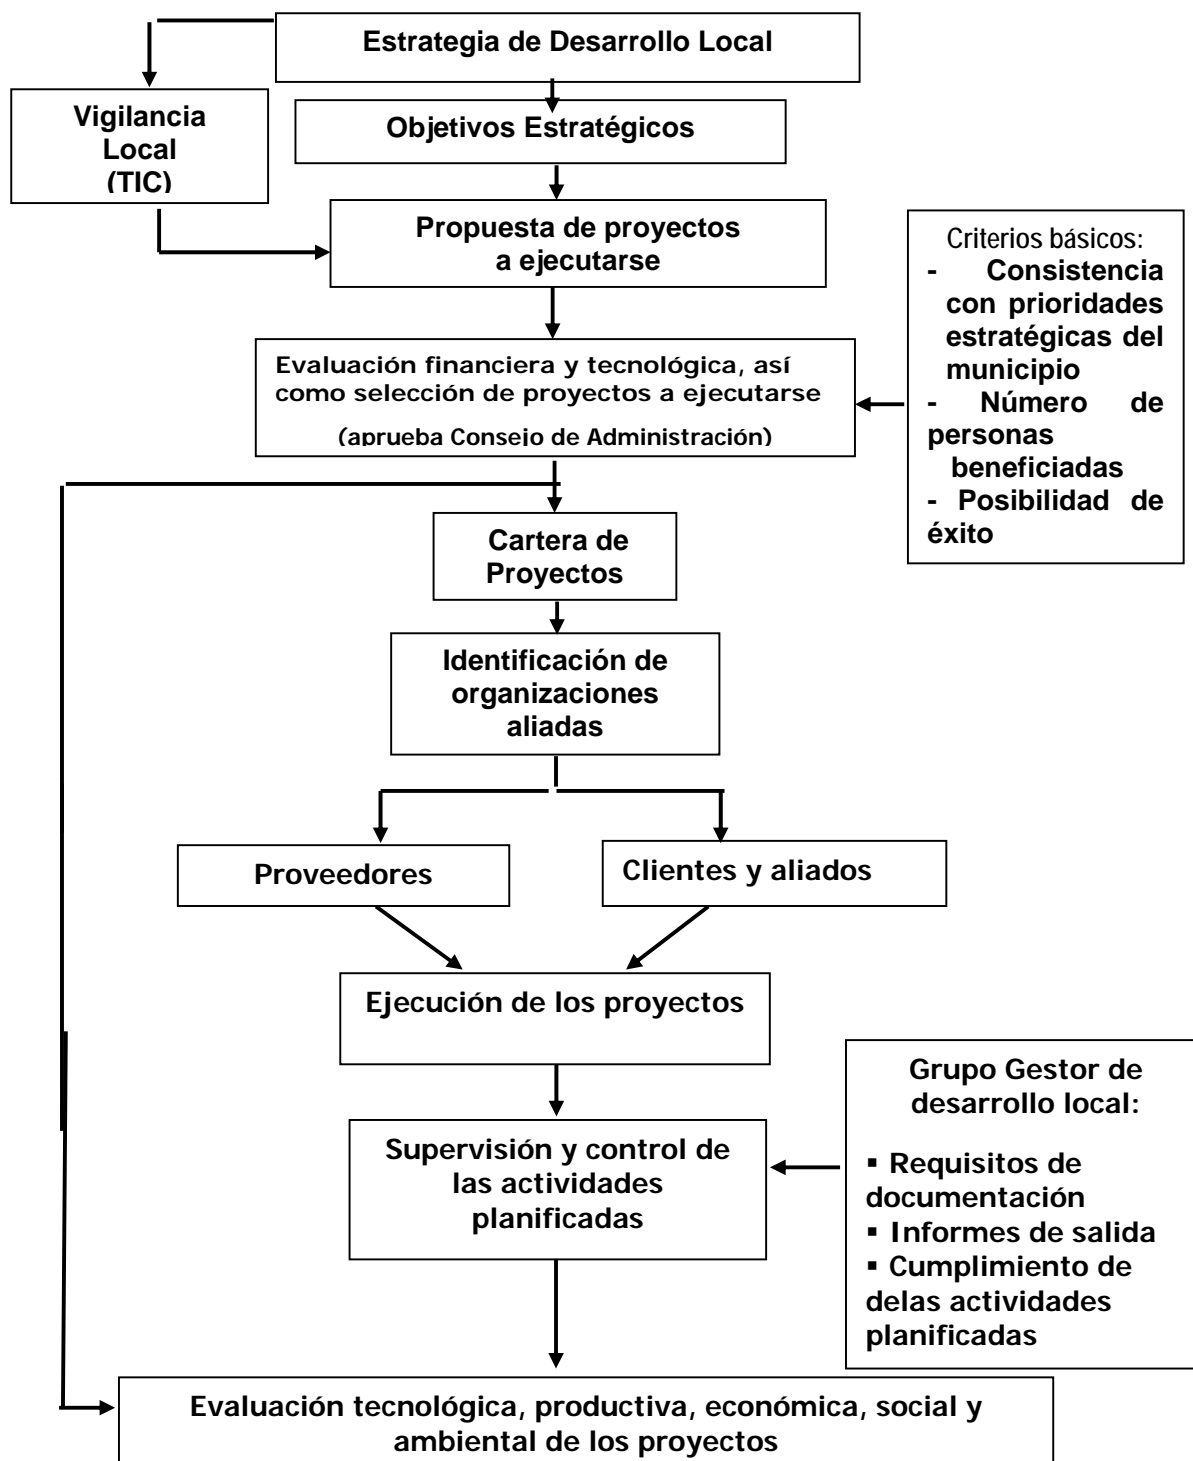 Estrategia de Desarrollo Local
Vigilancia
Local
(TIC)
Objetivos Estratégicos
Propuesta de proyectos
a ejecutarse
Criterios básicos:
- Consistencia
con prioridades
estratégicas del
municipio
- Número de
personas
beneficiadas
- Posibilidad de
éxito
Evaluación financiera y tecnológica, así
como selección de proyectos a ejecutarse
(aprueba Consejo de Administración)
Cartera de
Proyectos
Identificación de
organizaciones
aliadas
Proveedores
Clientes y aliados
Ejecución de los proyectos
Grupo Gestor de
desarrollo local:
▪ Requisitos de
documentación
▪ Informes de salida
▪ Cumplimiento de
delas actividades
planificadas
Supervisión y control de
las actividades
planificadas
Evaluación tecnológica, productiva, económica, social y
ambiental de los proyectos